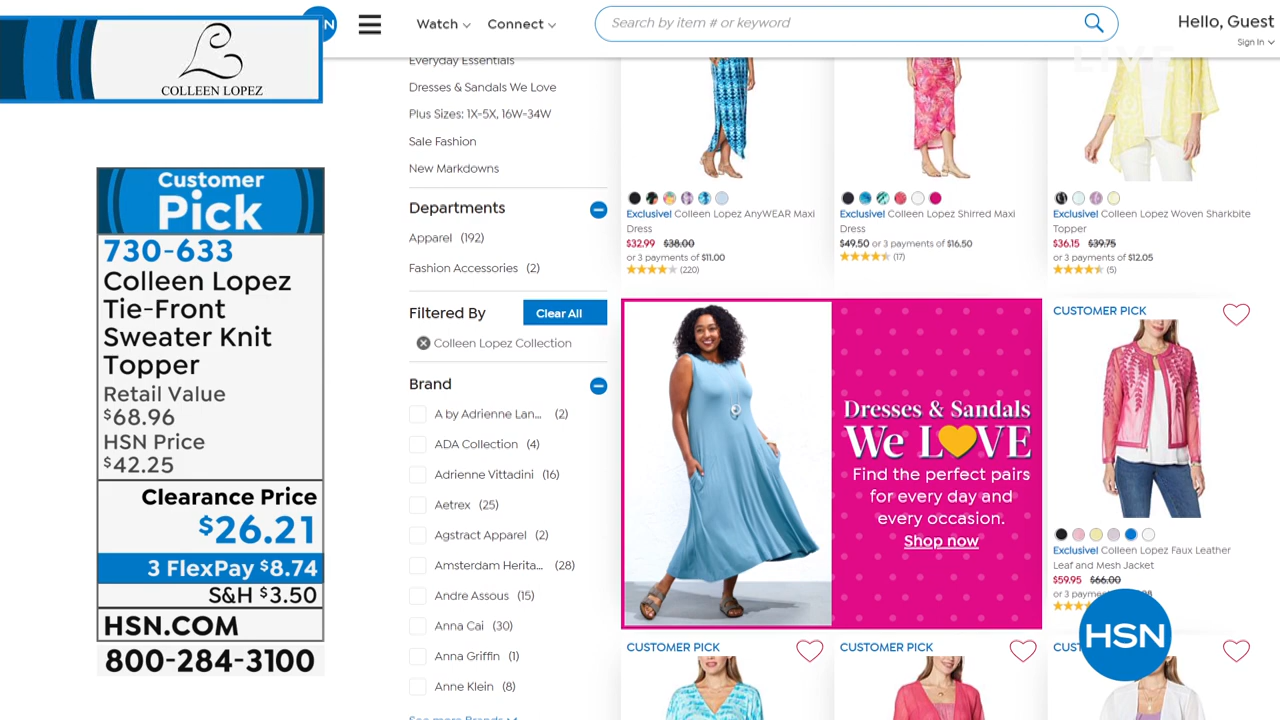 COLLEEN LOPEZ
Customer
Pick
730-633
Colleen Lopez
Tie-Front
Sweater Knit
Topper
Retail Value
$68.96
HSN Price
$42.25
Clearance Price
$26.21
3 FlexPay $8.74
S&H $3.50
HSN.COM
800-284-3100
Watch
Connect
Search by item # or keyword
Hello, Guest
Sign In
LIVE
Everyday Essentials
Dresses & Sandals We Love
Plus Sizes: 1X-5X, 16W-34W
Sale Fashion
New Markdowns
Departments
Apparel (192)
Fashion Accessories (2)
Filtered By
Clear All
Colleen Lopez Collection
Brand
A by Adrienne Lan... (2)
ADA Collection (4)
Adrienne Vittadini (16)
Aetrex (25)
Agstract Apparel (2)
Amsterdam Herita... (28)
Andre Assous (15)
Anna Cai (30)
Anna Griffin (1)
Anne Klein (8)
See more Brands
Exclusive! Colleen Lopez AnyWEAR Maxi
Dress
$32.99 $38.00
or 3 payments of $11.00
(220)
Exclusive! Colleen Lopez Shirred Maxi
Dress
$49.50 or 3 payments of $16.50
(17)
Exclusive! Colleen Lopez Woven Sharkbite
Topper
$36.15 $39.75
or 3 payments of $12.05
(5)
Dresses & Sandals
We LOVE
Find the perfect pairs
for every day and
every occasion.
Shop now
CUSTOMER PICK
Exclusive! Colleen Lopez Faux Leather
Leaf and Mesh Jacket
$59.95 $66.00
or 3
HSN
CUSTOMER PICK
CUSTOMER PICK